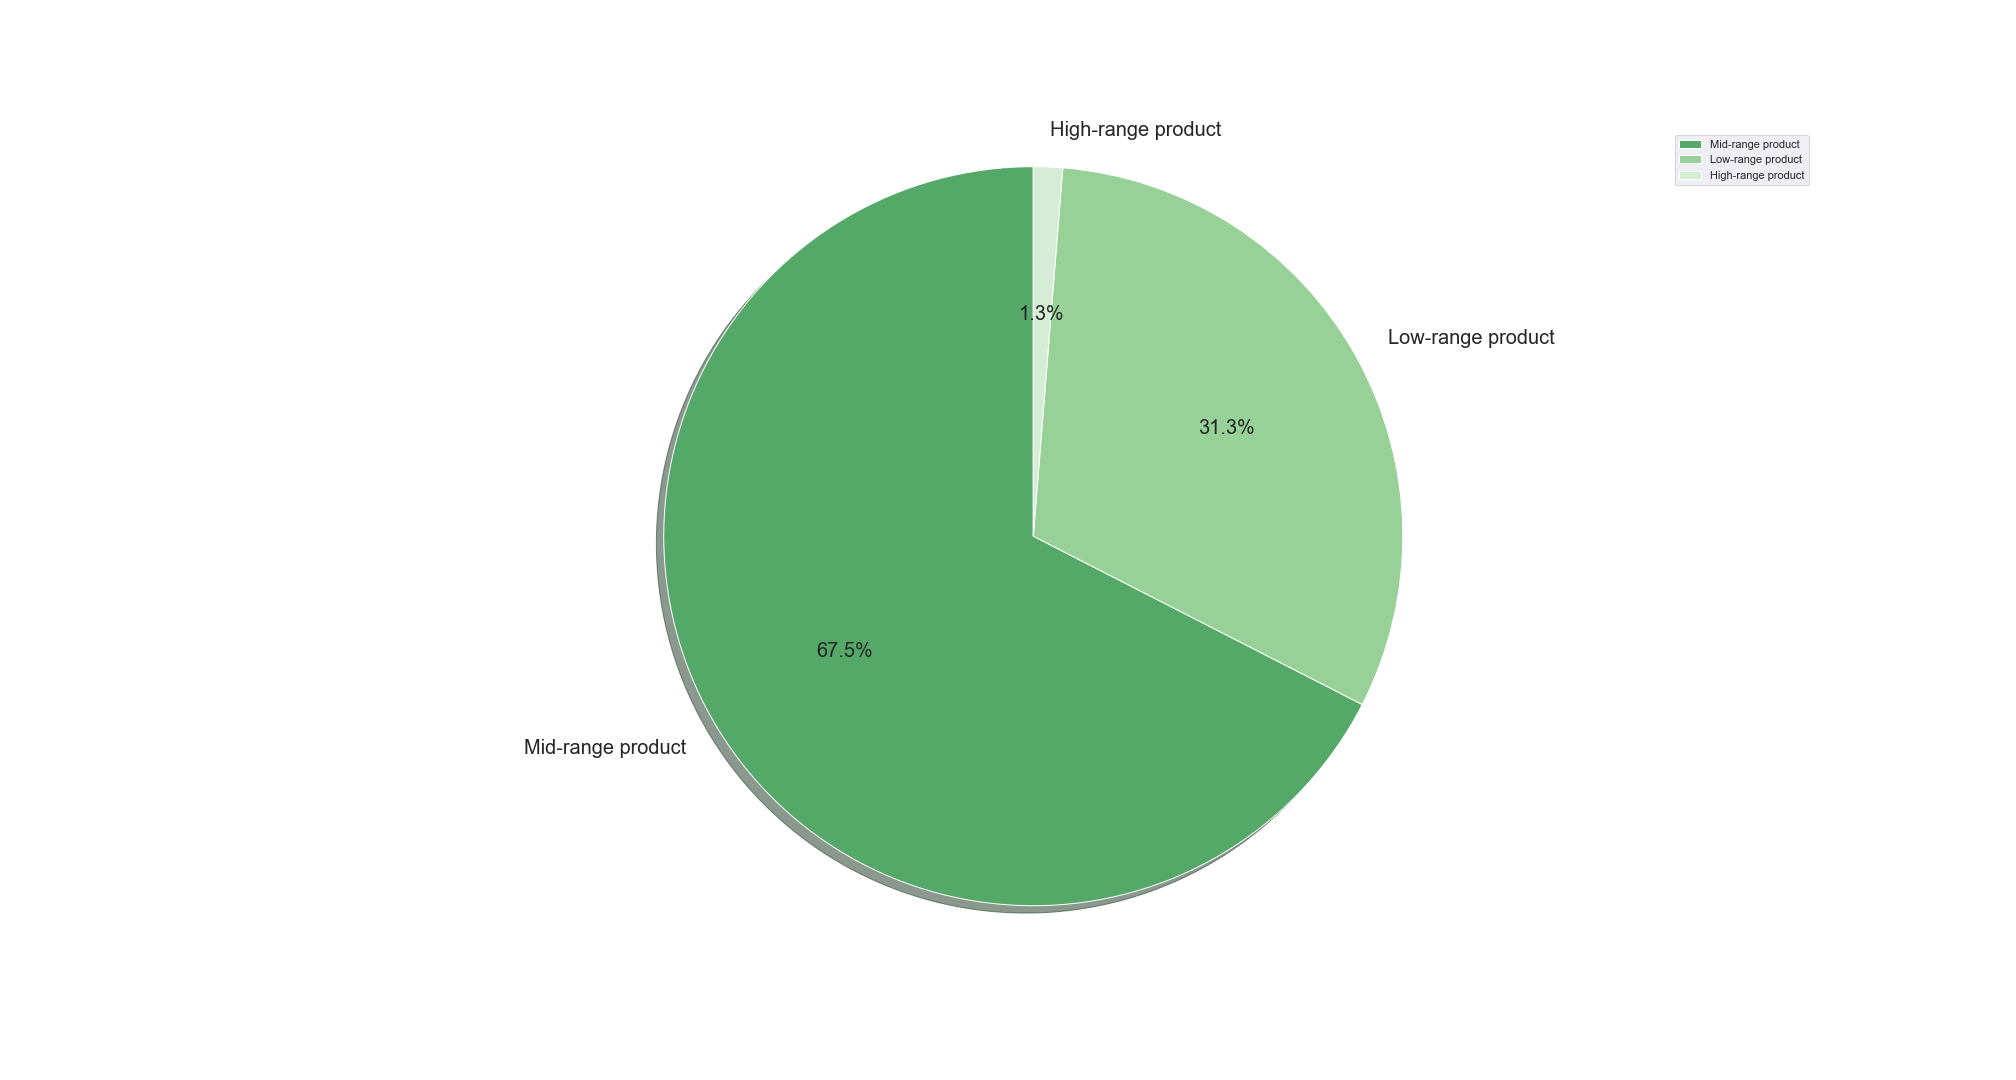 High-range product
Mid-range product
Low-range product
High-range product
1.3%
Low-range product
31.3%
67.5%
Mid-range product